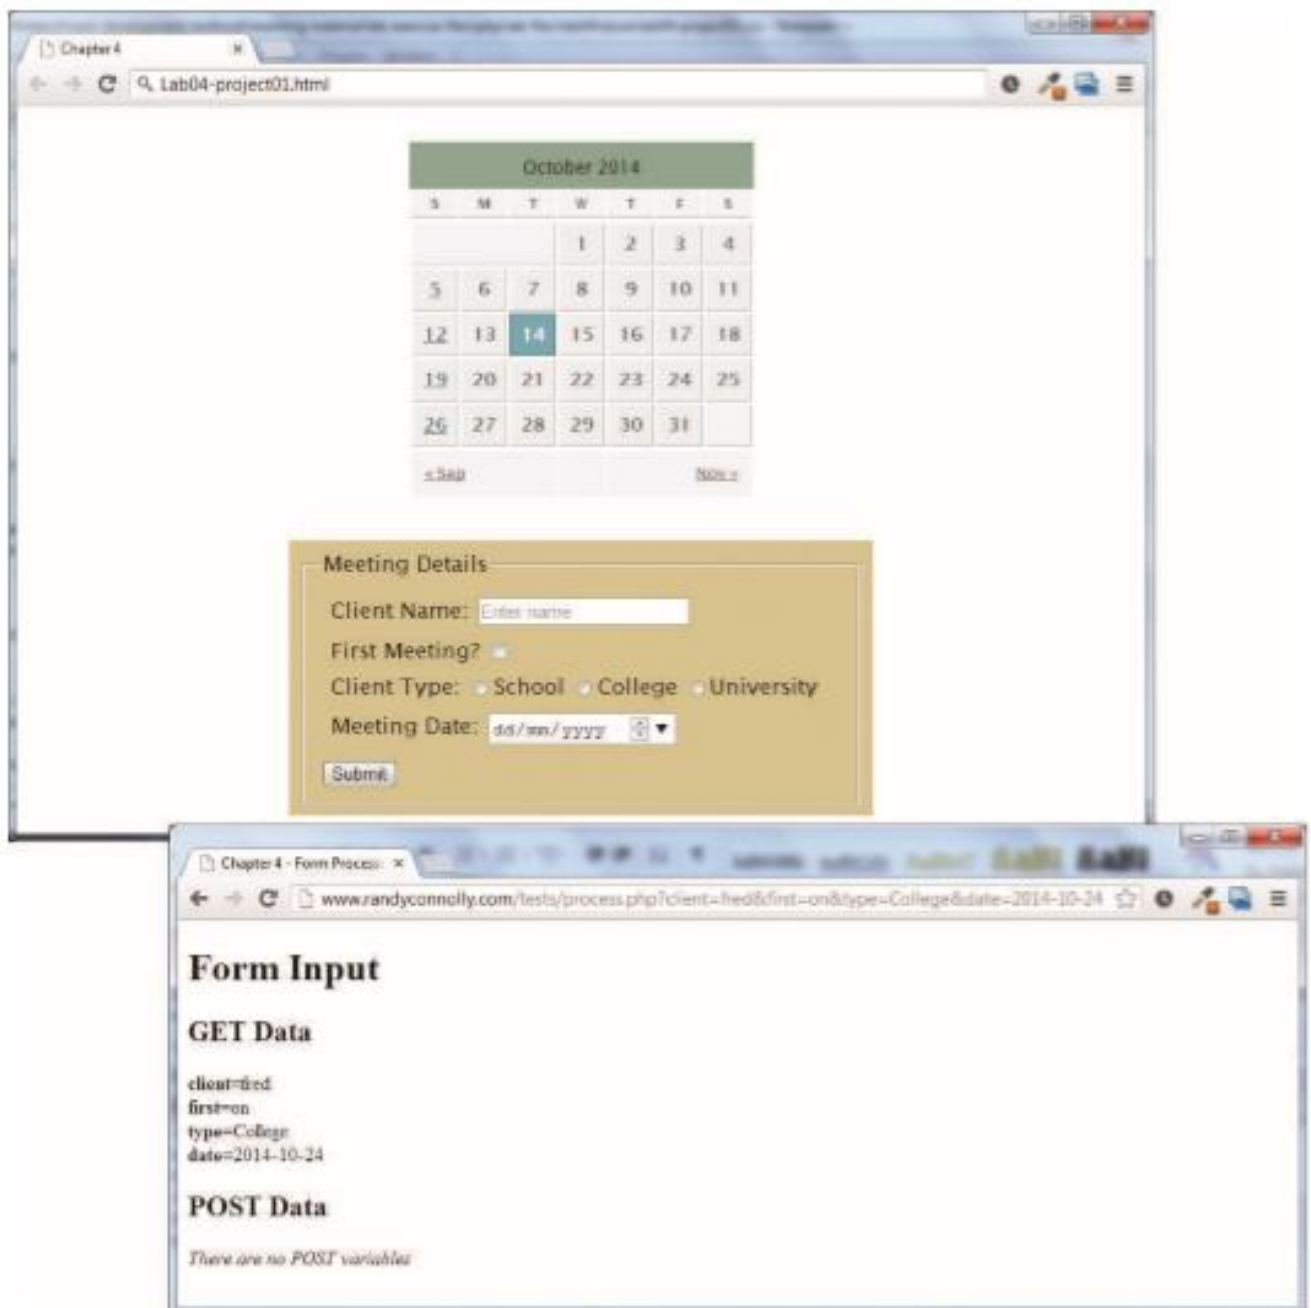 Chapter 4
Lab04-project01.html
October 2014
S M T W T F S
1 2 3 4
5 6 7 8 9 10 11
12 13 14 15 16 17 18
19 20 21 22 23 24 25
26 27 28 29 30 31
« Sep Nov »
Meeting Details
Client Name: Enter name
First Meeting?
Client Type: School College University
Meeting Date: dd/mm/yyyy
Submit
Chapter 4 - Form Process
www.randyconnolly.com/tests/process.php?client=fred&first=on&type=College&date=2014-10-24
Form Input
GET Data
client=fred
first=on
type=College
date=2014-10-24
POST Data
There are no POST variables